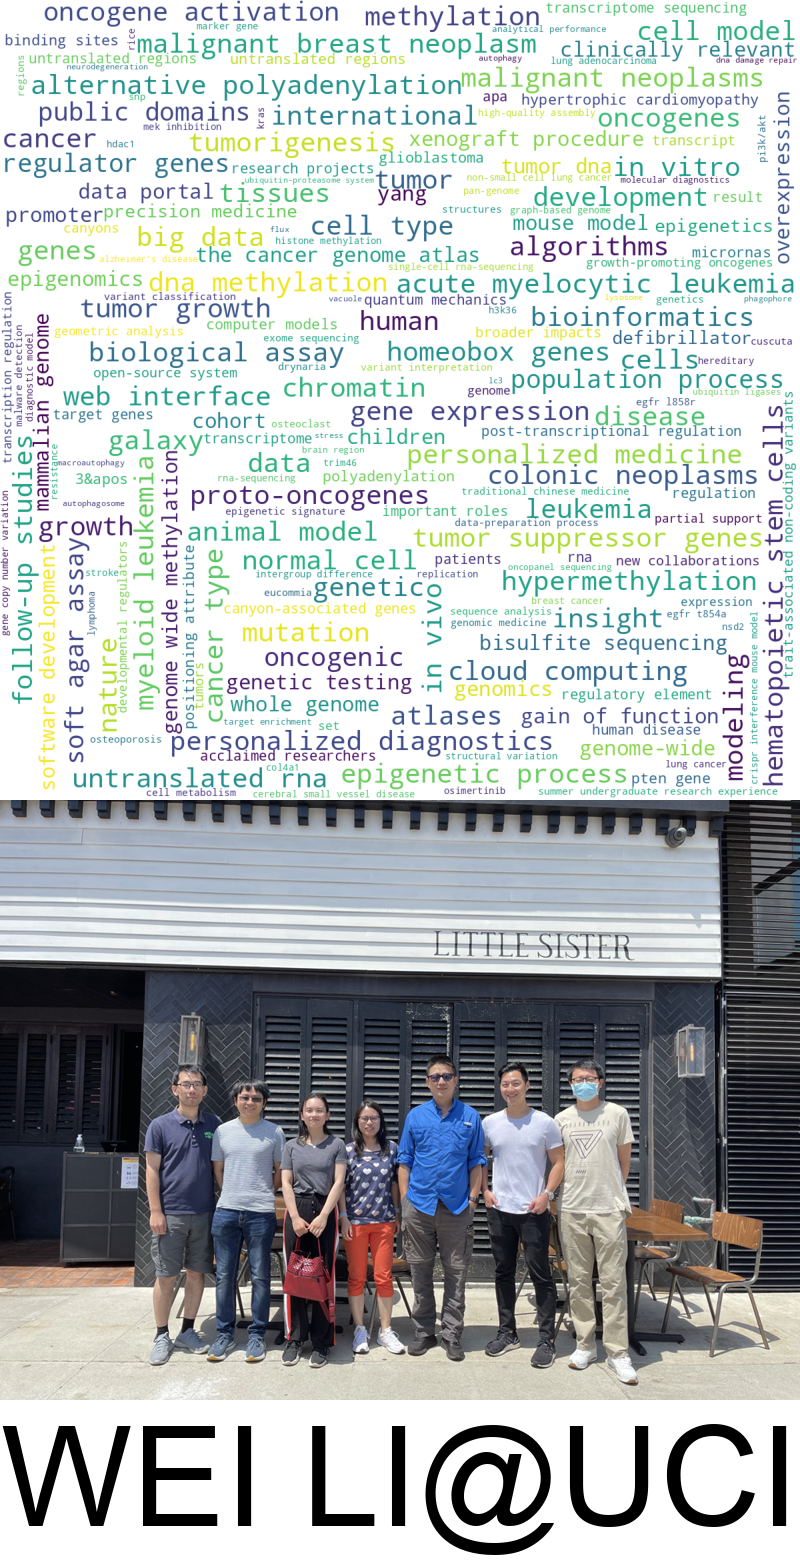 oncogene activation
methylation
transcriptome sequencing
marker gene
analytical performance
cell model
binding sites
rice
malignant breast neoplasm
clinically relevant
regions
untranslated regions
untranslated regions
autophagy
lung adenocarcinoma
dna damage repair
neurodegeneration
alternative polyadenylation
malignant neoplasms
snp
apa
hypertrophic cardiomyopathy
public domains
kras
international
high-quality assembly
oncogenes
mek inhibition
pi3k/akt
overexpression
cancer
hdac1
tumorigenesis
xenograft procedure
transcript
regulator genes
research projects
glioblastoma
tumor dna
in vitro
ubiquitin-proteasome system
tumor
non-small cell lung cancer
molecular diagnostics
data portal
tissues
yang
pan-genome
development
result
promoter
precision medicine
structures
graph-based genome
canyons
big data
flux
cell type
mouse model
epigenetics
histone methylation
genes
alzheimer's disease
the cancer genome atlas
algorithms
micrornas
single-cell rna-sequencing
growth-promoting oncogenes
epigenomics
dna methylation
acute myelocytic leukemia
variant classification
vacuole
quantum mechanics
lysosome
genetics
phagophore
transcription regulation
mammalian genome
tumor growth
human
h3k36
bioinformatics
malware detection
diagnostic model
geometric analysis
computer models
broader impacts
defibrillator
cuscuta
exome sequencing
biological assay
homeobox genes
cells
hereditary
open-source system
drynaria
variant interpretation
population process
web interface
chromatin
lc3
genome
ubiquitin ligases
target genes
cohort
osteoclast
gene expression
egfr l858r
disease
trait-associated non-coding variants
hematopoietic stem cells
galaxy
transcriptome
stress
children
post-transcriptional regulation
follow-up studies
resistance
macroautophagy
brain region
data
trim46
personalized medicine
3&apos
rna-sequencing
polyadenylation
colonic neoplasms
myeloid leukemia
genome wide methylation
gene copy number variation
autophagosome
proto-oncogenes
traditional chinese medicine
regulation
epigenetic signature
important roles
leukemia
partial support
growth
animal model
data-preparation process
tumor suppressor genes
software development
soft agar assay
developmental regulators
positioning attribute
cancer type
normal cell
patients
rna
new collaborations
oncopanel sequencing
stroke
intergroup difference
replication
hypermethylation
eucommia
genetic
in vivo
breast cancer
expression
lymphoma
canyon-associated genes
sequence analysis
insight
egfr t854a
mutation
genomic medicine
nsd2
crispr interference mouse model
nature
bisulfite sequencing
oncogenic
modeling
tumors
genetic testing
cloud computing
genomics
regulatory element
whole genome
atlases
gain of function
target enrichment
set
human disease
osteoporosis
personalized diagnostics
genome-wide
acclaimed researchers
structural variation
lung cancer
col4a1
untranslated rna
epigenetic process
pten gene
cell metabolism
cerebral small vessel disease
osimertinib
summer undergraduate research experience
LITTLE SISTER
WEI LI@UCI